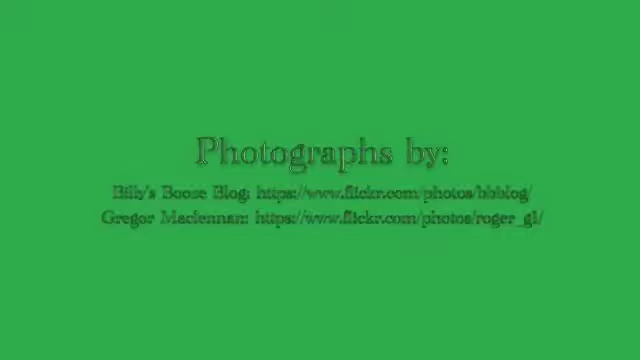 Photographs by:
Billy's Booze Blog: https://www.flickr.com/photos/bbblog/
Gregor Maclennan: https://www.flickr.com/photos/roger_gl/